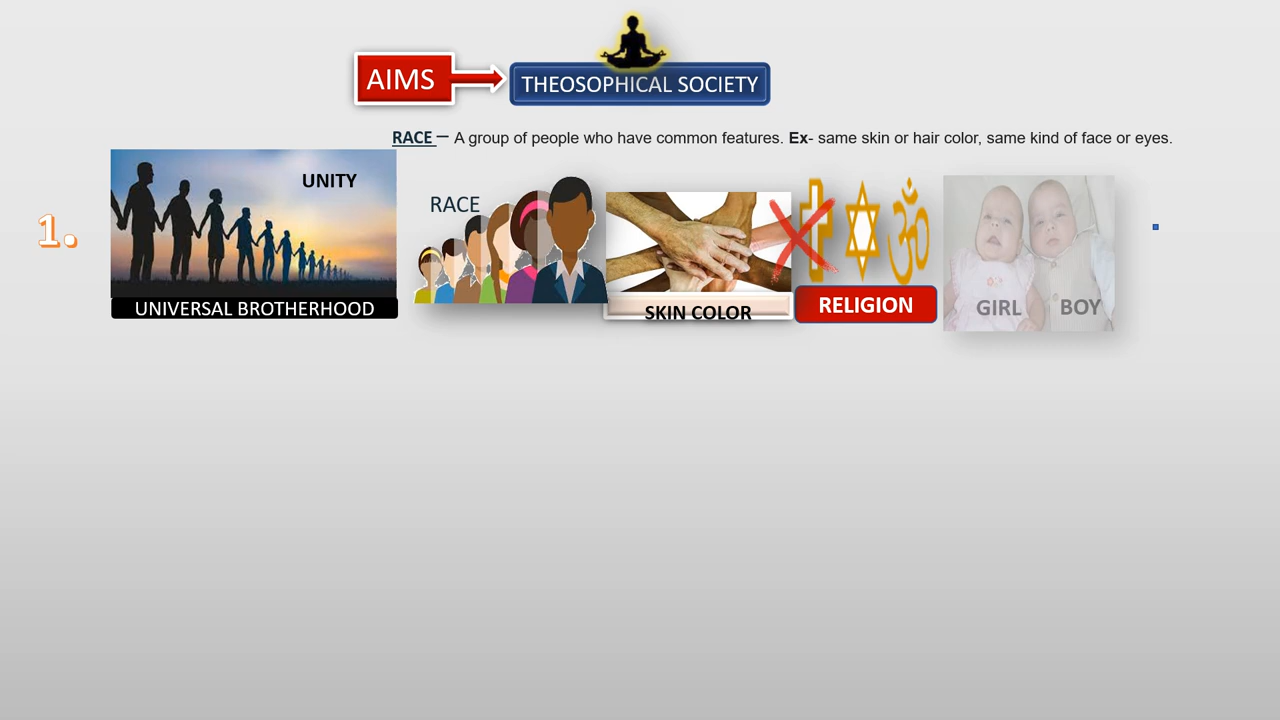 AIMS
THEOSOPHICAL SOCIETY
RACE – A group of people who have common features. Ex- same skin or hair color, same kind of face or eyes.
1.
UNITY
UNIVERSAL BROTHERHOOD
RACE
SKIN COLOR
RELIGION
GIRL BOY